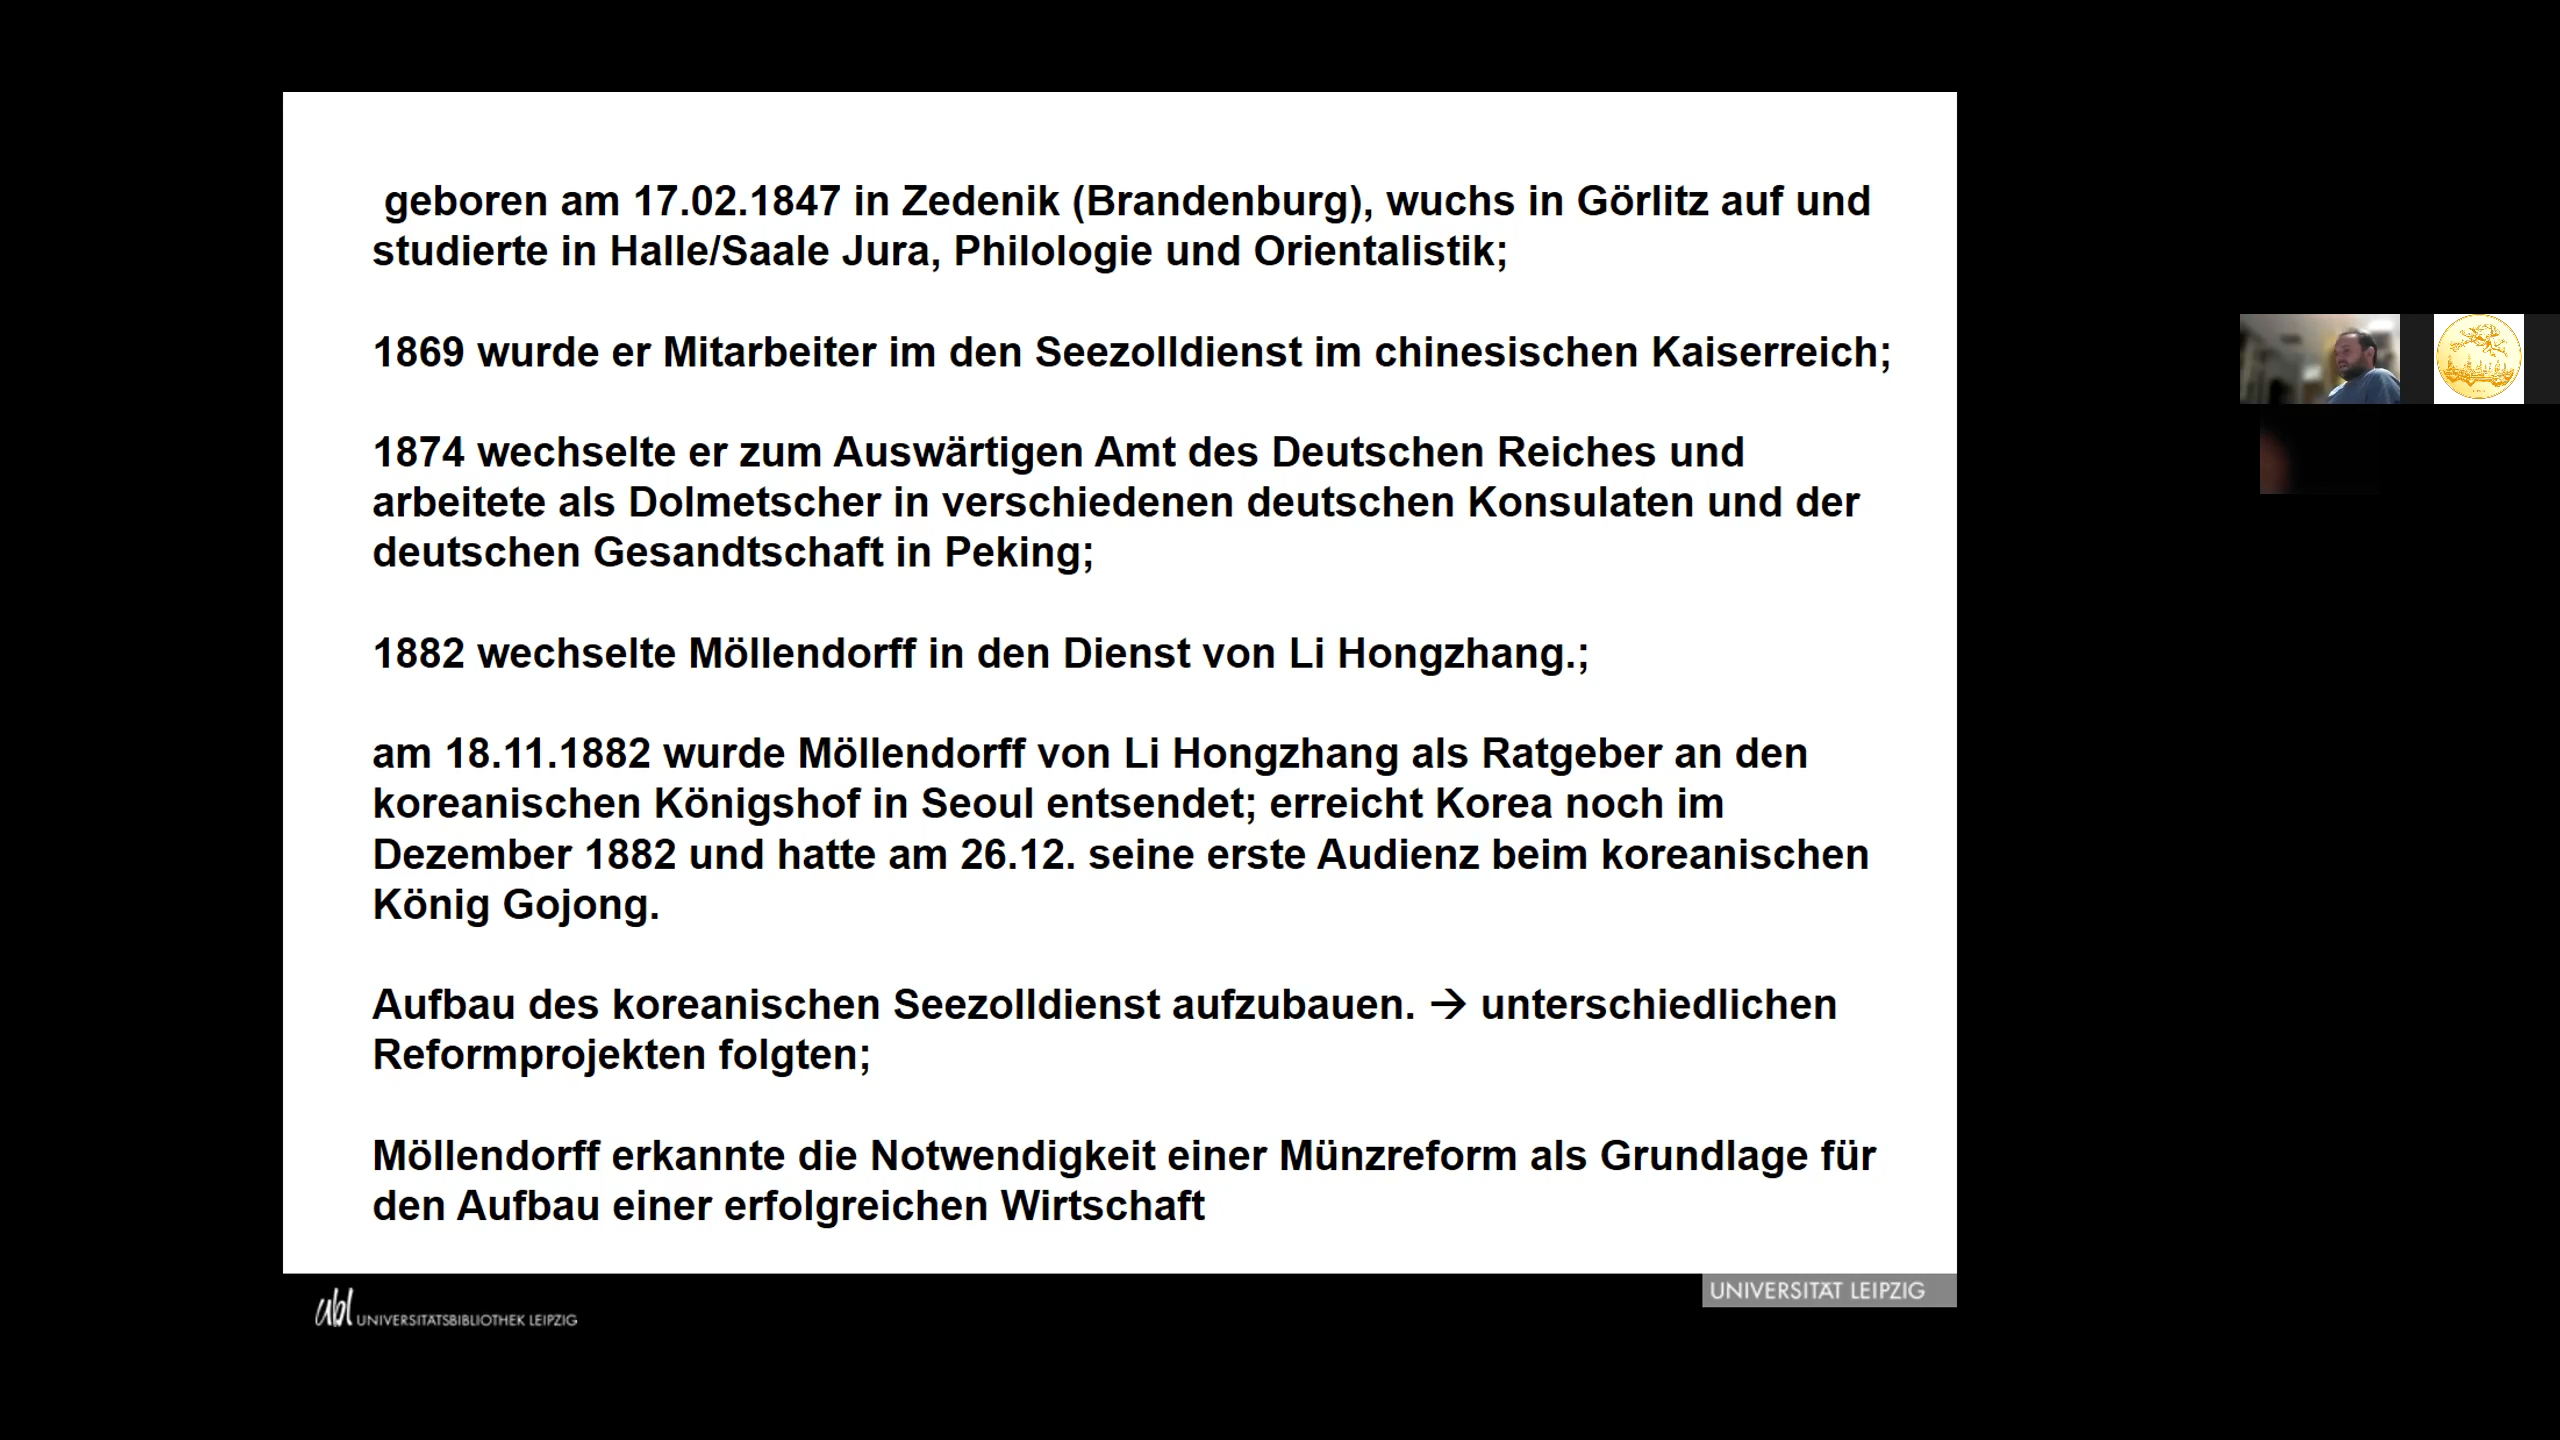 geboren am 17.02.1847 in Zedenik (Brandenburg), wuchs in Görlitz auf und
studierte in Halle/Saale Jura, Philologie und Orientalistik;
1869 wurde er Mitarbeiter im den Seezolldienst im chinesischen Kaiserreich;
1874 wechselte er zum Auswärtigen Amt des Deutschen Reiches und
arbeitete als Dolmetscher in verschiedenen deutschen Konsulaten und der
deutschen Gesandtschaft in Peking;
1882 wechselte Möllendorff in den Dienst von Li Hongzhang.;
am 18.11.1882 wurde Möllendorff von Li Hongzhang als Ratgeber an den
koreanischen Königshof in Seoul entsendet; erreicht Korea noch im
Dezember 1882 und hatte am 26.12. seine erste Audienz beim koreanischen
König Gojong.
Aufbau des koreanischen Seezolldienst aufzubauen. → unterschiedlichen
Reformprojekten folgten;
Möllendorff erkannte die Notwendigkeit einer Münzreform als Grundlage für
den Aufbau einer erfolgreichen Wirtschaft
UNIVERSITÄT LEIPZIG
ubl UNIVERSITÄTSBIBLIOTHEK LEIPZIG